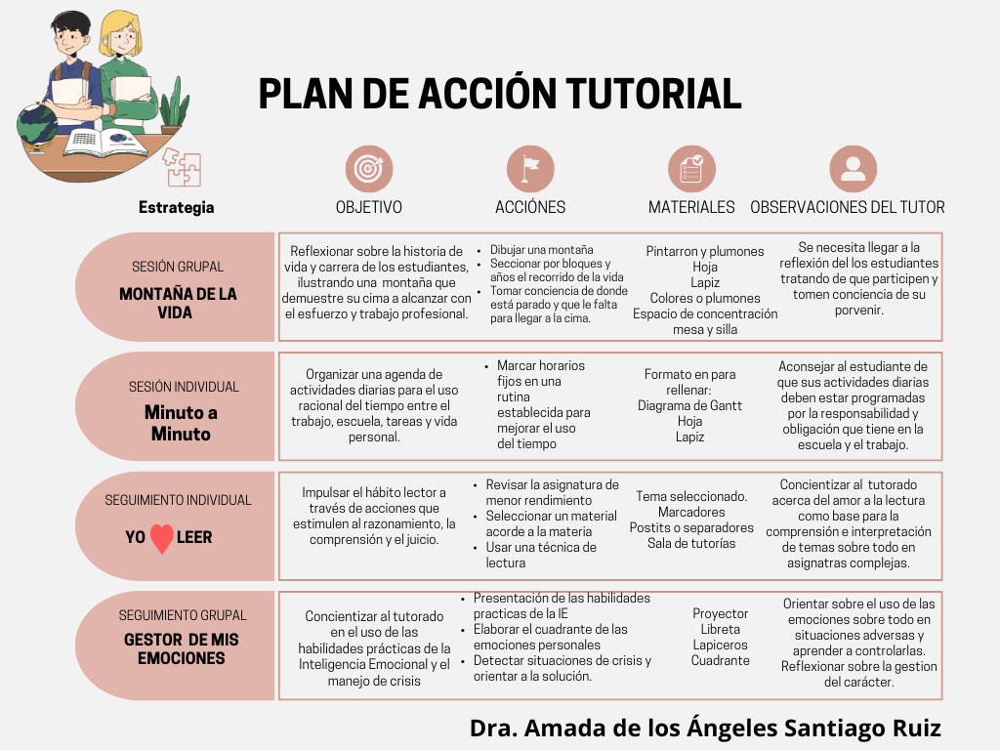 PLAN DE ACCIÓN TUTORIAL
Estrategia
OBJETIVO
ACCIÓNES
MATERIALES
OBSERVACIONES DEL TUTOR
SESIÓN GRUPAL
MONTAÑA DE LA
VIDA
Reflexionar sobre la historia de
vida y carrera de los estudiantes,
ilustrando una montaña que
demuestre su cima a alcanzar con
el esfuerzo y trabajo profesional.
• Dibujar una montaña
• Seccionar por bloques y
años el recorrido de la vida
• Tomar conciencia de donde
está parado y que le falta
para llegar a la cima.
Pintarron y plumones
Hoja
Lapiz
Colores o plumones
Espacio de concentración
mesa y silla
Se necesita llegar a la
reflexión del los estudiantes
tratando de que participen y
tomen conciencia de su
porvenir.
SESIÓN INDIVIDUAL
Minuto a
Minuto
Organizar una agenda de
actividades diarias para el uso
racional del tiempo entre el
trabajo, escuela, tareas y vida
personal.
• Marcar horarios
fijos en una
rutina
establecida para
mejorar el uso
del tiempo
Formato en para
rellenar:
Diagrama de Gantt
Hoja
Lapiz
Aconsejar al estudiante de
que sus actividades diarias
deben estar programadas
por la responsabilidad y
obligación que tiene en la
escuela y el trabajo.
SEGUIMIENTO INDIVIDUAL
YO LEER
Impulsar el hábito lector a
través de acciones que
estimulen al razonamiento, la
comprensión y el juicio.
• Revisar la asignatura de
menor rendimiento
• Seleccionar un material
acorde a la materia
• Usar una técnica de
lectura
Tema seleccionado.
Marcadores
Postits o separadores
Sala de tutorías
Concientizar al tutorado
acerca del amor a la lectura
como base para la
comprensión e interpretación
de temas sobre todo en
asignatras complejas.
SEGUIMIENTO GRUPAL
GESTOR DE MIS
EMOCIONES
Concientizar al tutorado
en el uso de las
habilidades prácticas de la
Inteligencia Emocional y el
manejo de crisis
• Presentación de las habilidades
practicas de la IE
• Elaborar el cuadrante de las
emociones personales
• Detectar situaciones de crisis y
orientar a la solución.
Proyector
Libreta
Lapiceros
Cuadrante
Orientar sobre el uso de las
emociones sobre todo en
situaciones adversas y
aprender a controlarlas.
Reflexionar sobre la gestion
del carácter.
Dra. Amada de los Ángeles Santiago Ruiz